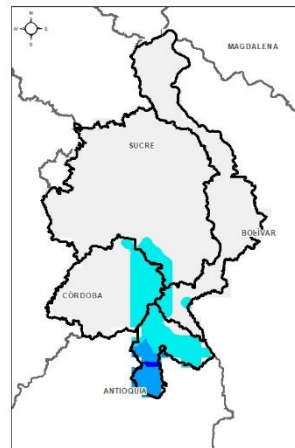 N
W E
S
MAGDALENA
SUCRE
BOLÍVAR
CÓRDOBA
ANTIOQUIA